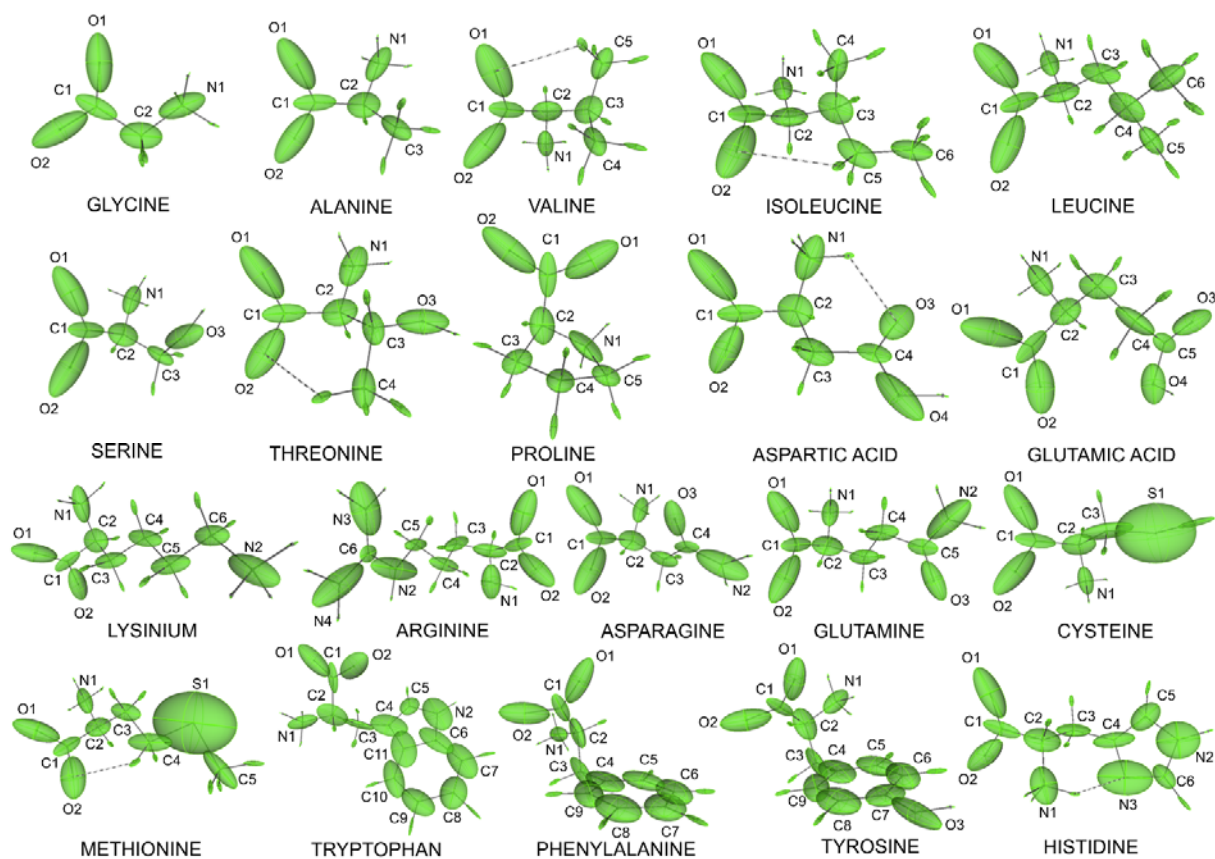 O1
N1
C1
C2
O2
GLYCINE
O1
N1
C2
C1
C3
O2
ALANINE
O1
C5
C1
C2
C3
N1
C4
O2
VALINE
O1
C4
N1
C1
C3
C2
O2
C5
C6
ISOLEUCINE
O1
N1
C3
C6
C1
C2
C4
C5
O2
LEUCINE
O1
N1
O3
C1
C2
C3
O2
SERINE
O1
N1
C2
O3
C1
C3
O2
C4
THREONINE
O2
C1
O1
C2
C3
N1
C4
C5
PROLINE
O1
N1
C2
O3
C1
C4
C3
O2
O4
ASPARTIC ACID
N1
C3
O1
C2
O3
C4
C5
C1
O4
O2
GLUTAMIC ACID
N1
C2
C4
C6
O1
C1
C3
C5
N2
O2
LYSINIUM
N3
C5
C3
O1
C6
C1
C2
C4
N2
N1
O2
N4
ARGININE
O1
N1
O3
C4
C1
C2
C3
N2
O2
ASPARAGINE
O1
N1
N2
C4
C1
C2
C3
C5
O2
O3
GLUTAMINE
O1
C3
S1
C2
C1
N1
O2
CYSTEINE
N1
S1
O1
C2
C3
C1
C4
C5
O2
METHIONINE
O1
C1
O2
C2
C5
C4
N2
N1
C3
C6
C11
C7
C10
C9
C8
TRYPTOPHAN
O1
C1
O2
N1
C2
C3
C4
C5
C6
C9
C8
C7
PHENYLALANINE
O1
N1
C1
O2
C2
C3
C4
C5
C6
C9
C8
C7
O3
TYROSINE
O1
C5
C3
C4
C1
C2
N2
O2
C6
N1
N3
HISTIDINE